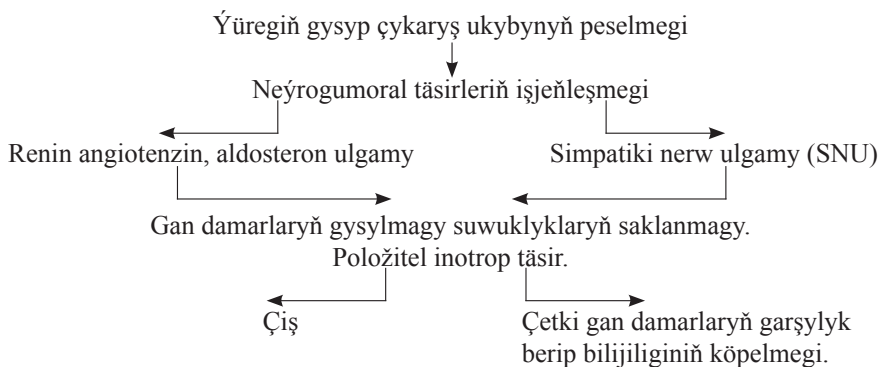 Ýüregiň gysyp çykaryş ukybynyň peselmegi
Neýrogumoral täsirleriň işjeňleşmegi
Renin angiotenzin, aldosteron ulgamy
Simpatiki nerw ulgamy (SNU)
Gan damarlaryň gysylmagy suwuklyklaryň saklanmagy.
Položitel inotrop täsir.
Çiş
Çetki gan damarlaryň garşylyk
berip bilijiliginiň köpelmegi.